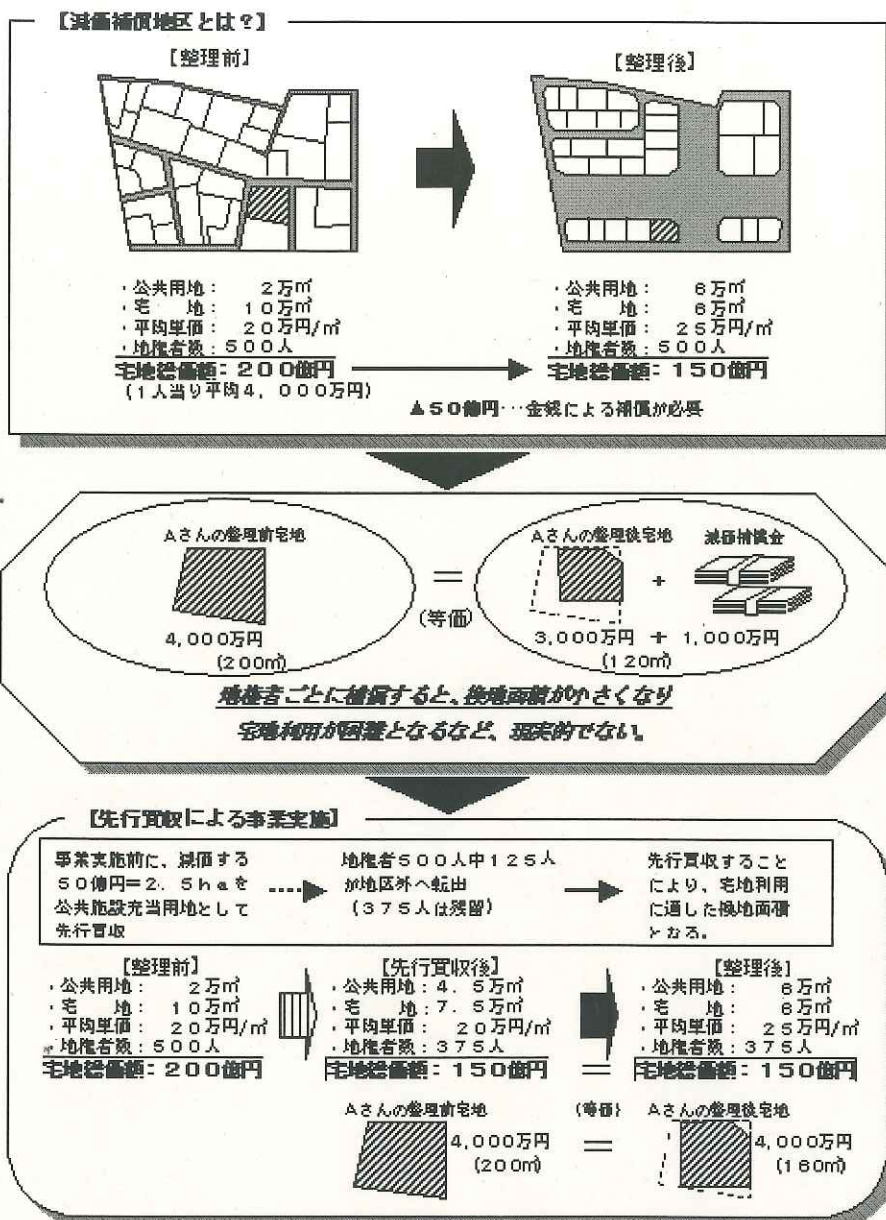 【減価補償地区とは？】
【整理前】
【整理後】
・公共用地： 2万㎡
・宅　　地： 10万㎡
・平均単価： 20万円/㎡
・地権者数：500人
宅地総価額：200億円
(1人当り平均4，000万円)
・公共用地： 6万㎡
・宅　　地： 6万㎡
・平均単価： 25万円/㎡
・地権者数：500人
宅地総価額：150億円
▲50億円…金銭による補償が必要
Aさんの整理前宅地
4,000万円
(200㎡)
＝
(等価)
Aさんの整理後宅地
減価補償金
＋
3,000万円 ＋ 1,000万円
(120㎡)
地権者ごとに補償すると、換地面積が小さくなり
宅地利用が困難となるなど、現実的でない。
【先行買収による事業実施】
事業実施前に、減価する
50億円＝2．5haを
公共施設充当用地として
先行買収
地権者500人中125人
が地区外へ転出
(375人は残留)
先行買収すること
により、宅地利用
に適した換地面積
となる。
【整理前】
・公共用地： 2万㎡
・宅　　地： 10万㎡
・平均単価： 20万円/㎡
・地権者数：500人
宅地総価額：200億円
【先行買収後】
・公共用地：4．5万㎡
・宅　　地：7．5万㎡
・平均単価： 20万円/㎡
・地権者数：375人
宅地総価額：150億円
＝
【整理後】
・公共用地： 6万㎡
・宅　　地： 6万㎡
・平均単価： 25万円/㎡
・地権者数：375人
宅地総価額：150億円
Aさんの整理前宅地
4,000万円
(200㎡)
(等価)
＝
Aさんの整理後宅地
4,000万円
(160㎡)